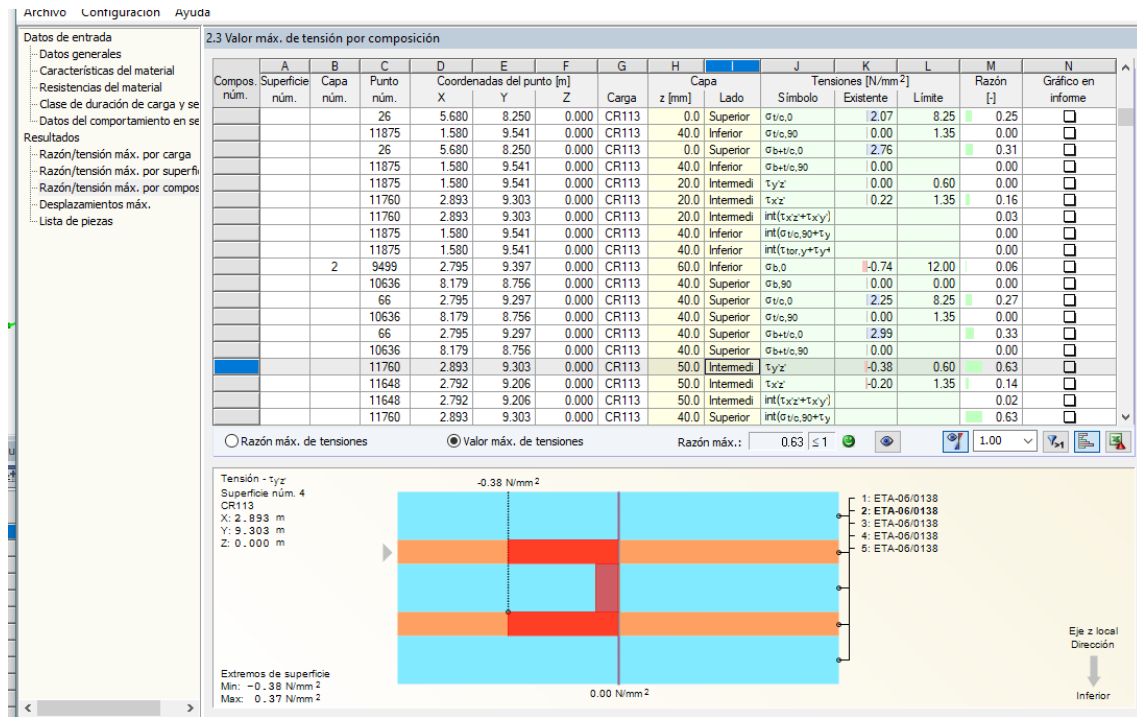 Archivo Configuración Ayuda
Datos de entrada
Datos generales
Características del material
Resistencias del material
Clase de duración de carga y se
Datos del comportamiento en se
Resultados
Razón/tensión máx. por carga
Razón/tensión máx. por superfi
Razón/tensión máx. por compos
Desplazamientos máx.
Lista de piezas
2.3 Valor máx. de tensión por composición
A B C D E F G H I J K L M N
Compos. Superficie Capa Punto Coordenadas del punto [m] Capa Tensiones [N/mm²] Razón Gráfico en
núm. núm. núm. núm. X Y Z Carga z [mm] Lado Símbolo Existente Límite [-] informe
26 5.680 8.250 0.000 CR113 0.0 Superior σt/c,0 2.07 8.25 0.25
11875 1.580 9.541 0.000 CR113 40.0 Inferior σt/c,90 0.00 1.35 0.00
26 5.680 8.250 0.000 CR113 0.0 Superior σb+t/c,0 2.76 0.31
11875 1.580 9.541 0.000 CR113 40.0 Inferior σb+t/c,90 0.00 0.00
11875 1.580 9.541 0.000 CR113 20.0 Intermedi τy'z' 0.00 0.60 0.00
11760 2.893 9.303 0.000 CR113 20.0 Intermedi τx'z' 0.22 1.35 0.16
11760 2.893 9.303 0.000 CR113 20.0 Intermedi int(τx'z'+τx'y') 0.03
11875 1.580 9.541 0.000 CR113 40.0 Inferior int(σt/c,90+τy 0.00
11875 1.580 9.541 0.000 CR113 40.0 Inferior int(τtor,y+τy+ 0.00
2 9499 2.795 9.397 0.000 CR113 60.0 Inferior σb,0 -0.74 12.00 0.06
10636 8.179 8.756 0.000 CR113 40.0 Superior σb,90 0.00 0.00 0.00
66 2.795 9.297 0.000 CR113 40.0 Superior σt/c,0 2.25 8.25 0.27
10636 8.179 8.756 0.000 CR113 40.0 Superior σt/c,90 0.00 1.35 0.00
66 2.795 9.297 0.000 CR113 40.0 Superior σb+t/c,0 2.99 0.33
10636 8.179 8.756 0.000 CR113 40.0 Superior σb+t/c,90 0.00 0.00
11760 2.893 9.303 0.000 CR113 50.0 Intermedi τy'z' -0.38 0.60 0.63
11648 2.792 9.206 0.000 CR113 50.0 Intermedi τx'z' -0.20 1.35 0.14
11648 2.792 9.206 0.000 CR113 50.0 Intermedi int(τx'z'+τx'y') 0.02
11760 2.893 9.303 0.000 CR113 40.0 Superior int(σt/c,90+τy 0.63
Razón máx. de tensiones Valor máx. de tensiones Razón máx.: 0.63 ≤ 1 1.00 >1
Tensión - τy'z'
Superficie núm. 4
CR113
X: 2.893 m
Y: 9.303 m
Z: 0.000 m
-0.38 N/mm²
1: ETA-06/0138
2: ETA-06/0138
3: ETA-06/0138
4: ETA-06/0138
5: ETA-06/0138
Extremos de superficie
Min: -0.38 N/mm²
Max: 0.37 N/mm²
0.00 N/mm²
Eje z local
Dirección
Inferior